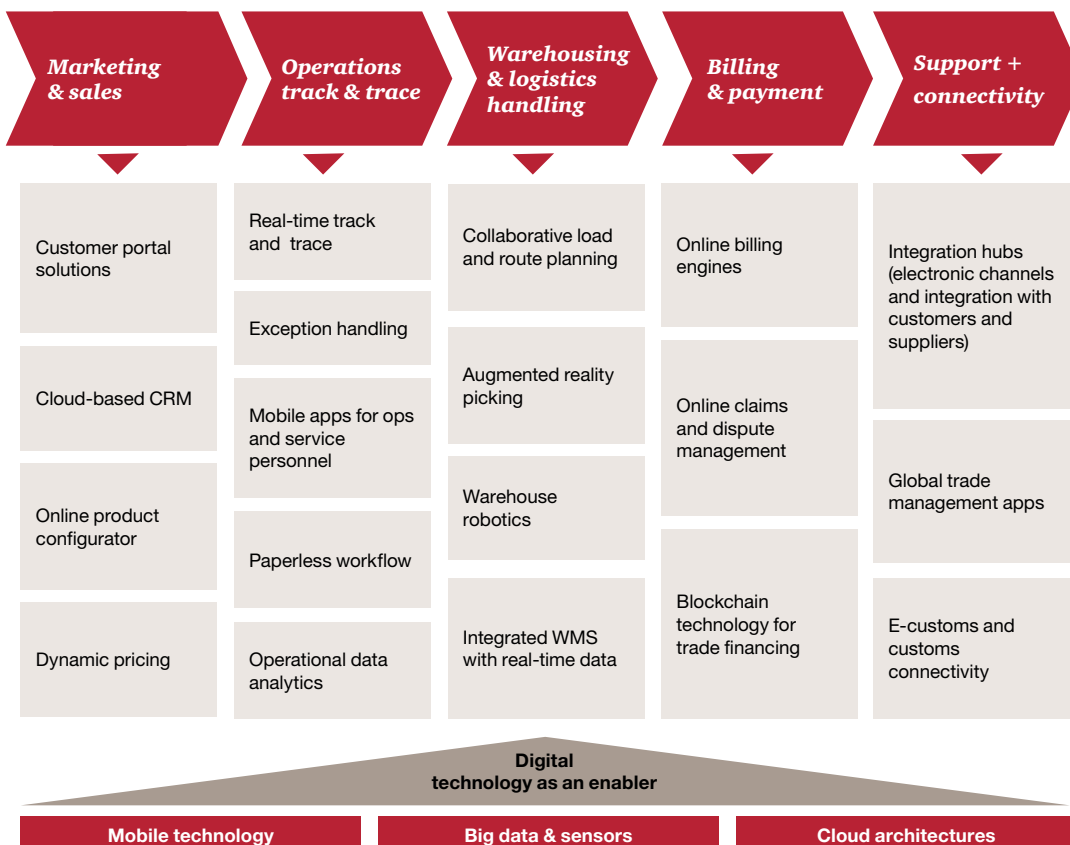 Marketing
& sales
Operations
track & trace
Warehousing
& logistics
handling
Billing
& payment
Support +
connectivity
Customer portal
solutions
Cloud-based CRM
Online product
configurator
Dynamic pricing
Real-time track
and trace
Exception handling
Mobile apps for ops
and service
personnel
Paperless workflow
Operational data
analytics
Collaborative load
and route planning
Augmented reality
picking
Warehouse
robotics
Integrated WMS
with real-time data
Online billing
engines
Online claims
and dispute
management
Blockchain
technology for
trade financing
Integration hubs
(electronic channels
and integration with
customers and
suppliers)
Global trade
management apps
E-customs and
customs
connectivity
Digital
technology as an enabler
Mobile technology
Big data & sensors
Cloud architectures